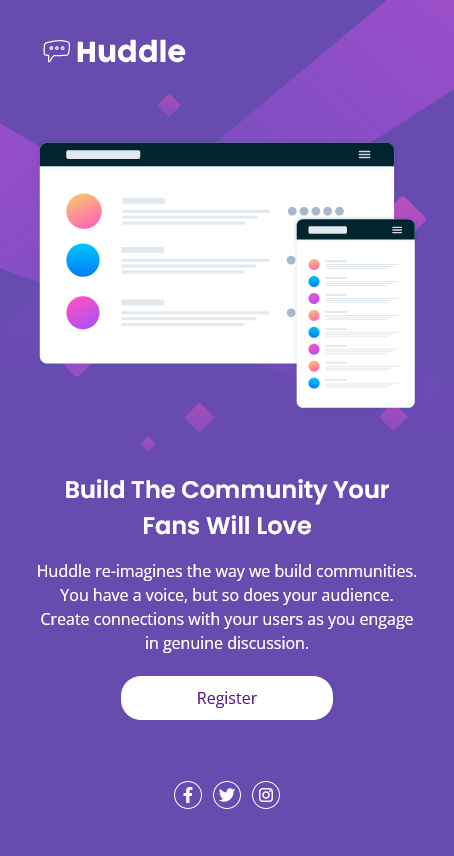 Huddle
Build The Community Your
Fans Will Love
Huddle re-imagines the way we build communities.
You have a voice, but so does your audience.
Create connections with your users as you engage
in genuine discussion.
Register